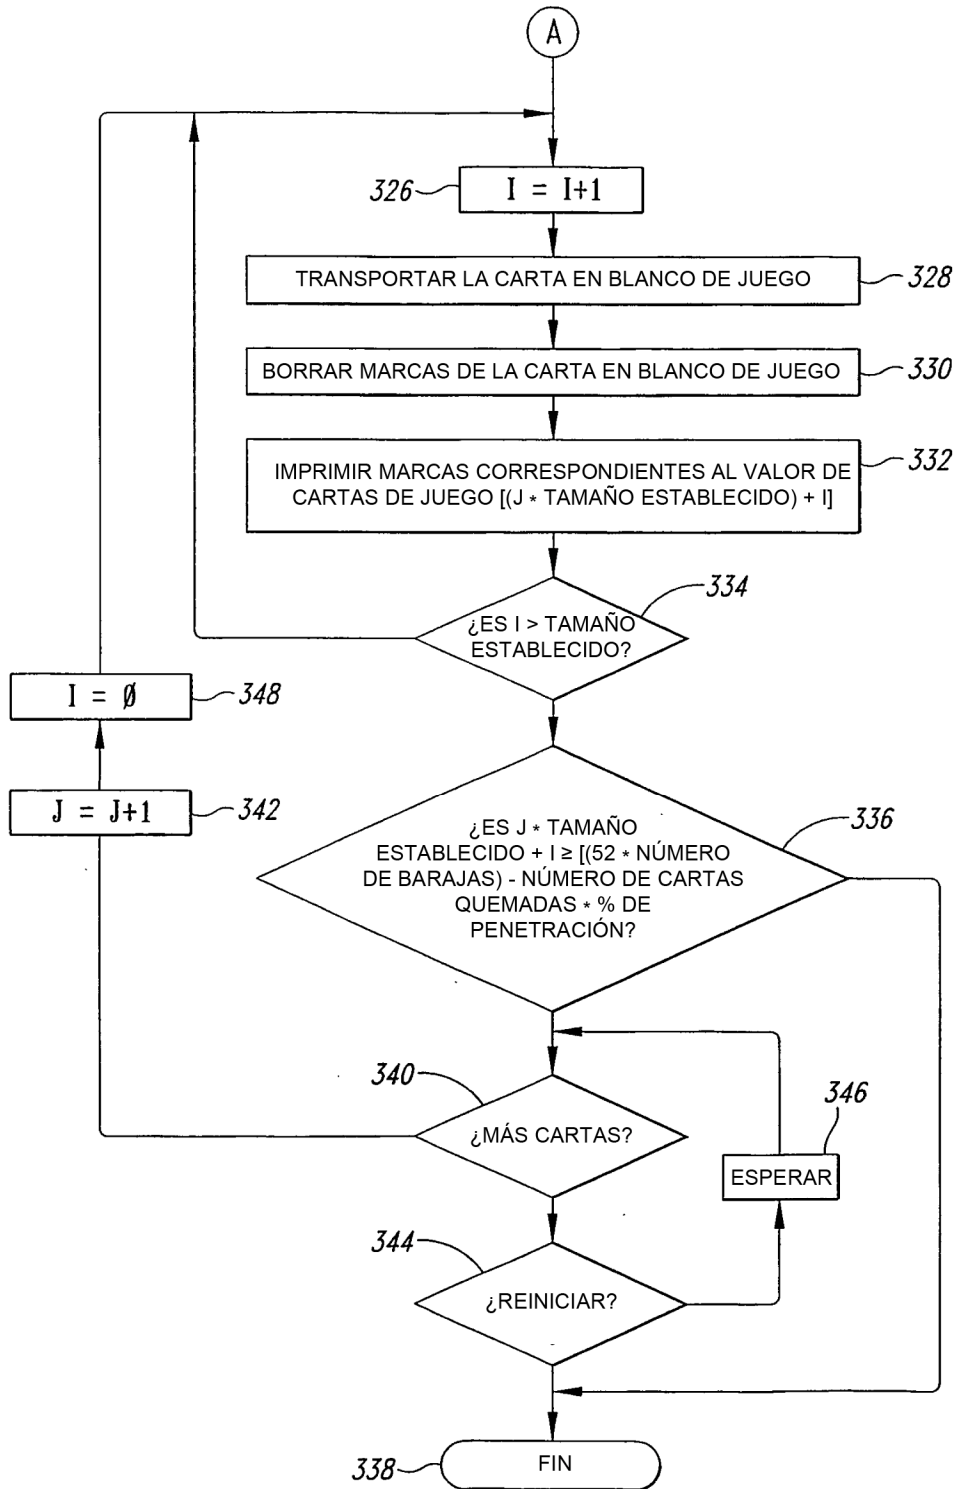 A
326
I = I+1
TRANSPORTAR LA CARTA EN BLANCO DE JUEGO
328
BORRAR MARCAS DE LA CARTA EN BLANCO DE JUEGO
330
IMPRIMIR MARCAS CORRESPONDIENTES AL VALOR DE
CARTAS DE JUEGO [(J * TAMAÑO ESTABLECIDO) + I]
332
334
¿ES I > TAMAÑO
ESTABLECIDO?
I = Ø
348
J = J+1
342
336
¿ES J * TAMAÑO
ESTABLECIDO + I ≥ [(52 * NÚMERO
DE BARAJAS) - NÚMERO DE CARTAS
QUEMADAS * % DE
PENETRACIÓN?
340
¿MÁS CARTAS?
346
ESPERAR
344
¿REINICIAR?
338
FIN